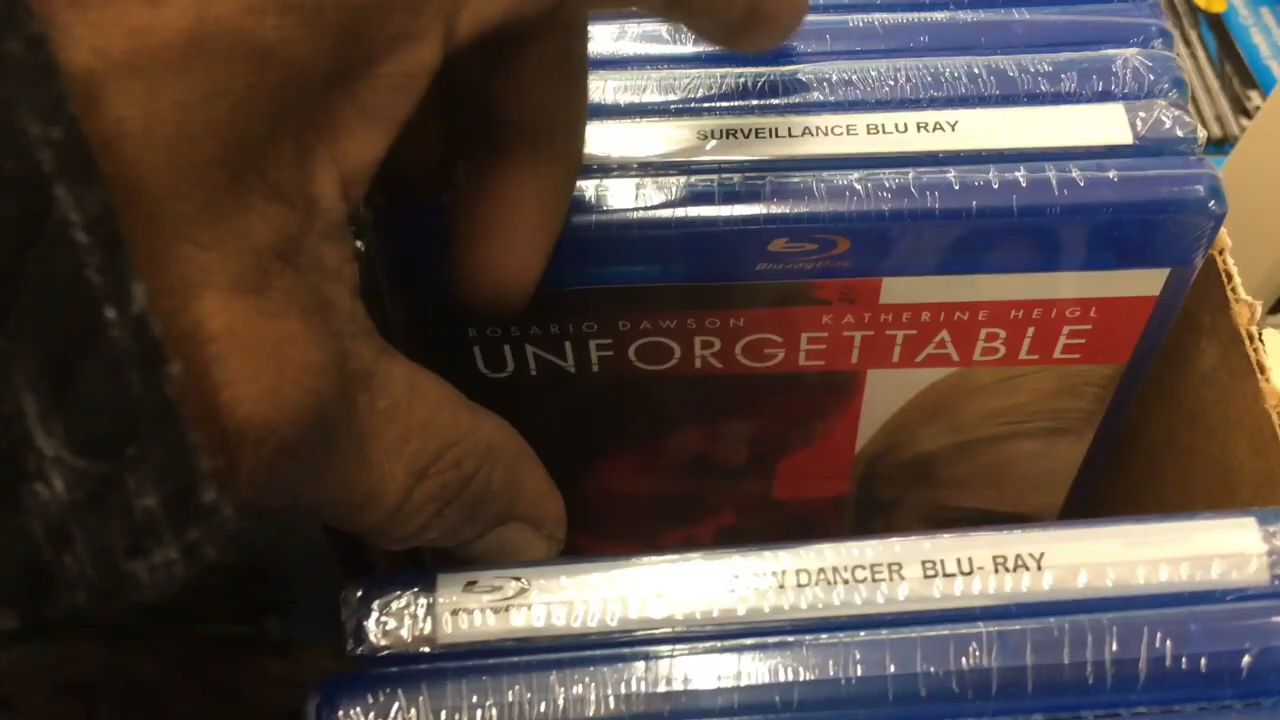 SURVEILLANCE BLU RAY
Blu-ray Disc
ROSARIO DAWSON KATHERINE HEIGL
UNFORGETTABLE
DANCER BLU- RAY